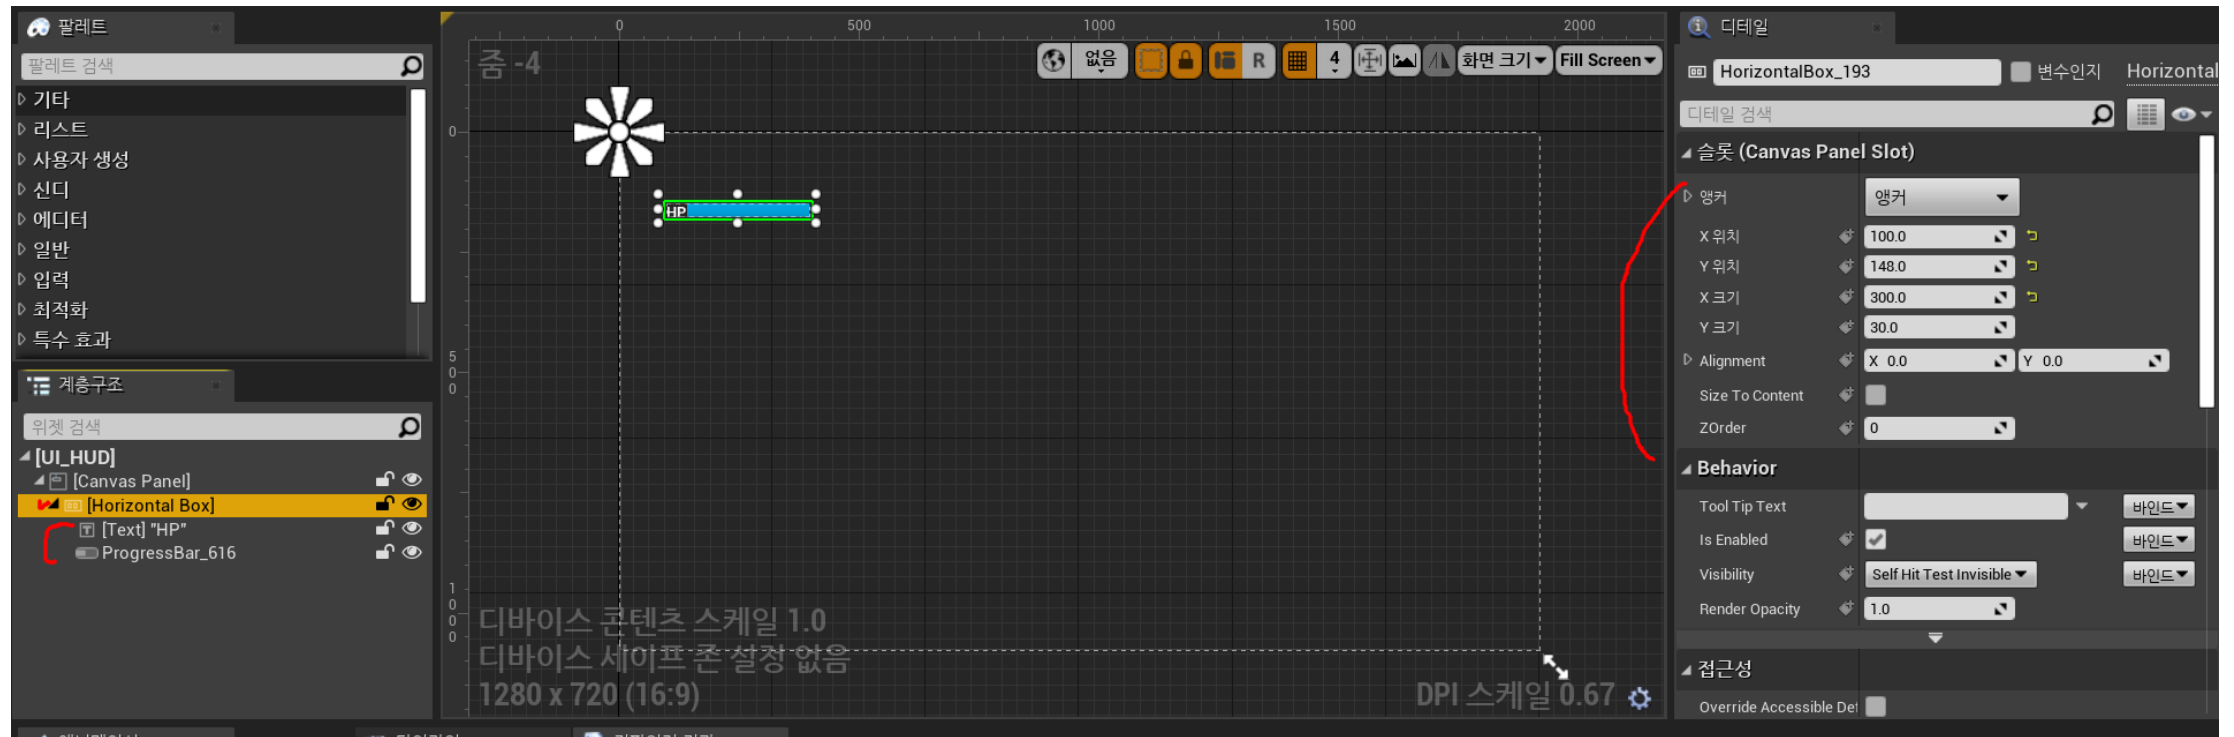 팔레트
팔레트 검색
기타
리스트
사용자 생성
신디
에디터
일반
입력
최적화
특수 효과
계층구조
위젯 검색
[UI_HUD]
[Canvas Panel]
[Horizontal Box]
[Text] "HP"
ProgressBar_616
0 500 1000 1500 2000
줌 -4
없음
R
4
화면 크기
Fill Screen
0
HP
500
1000
디바이스 콘텐츠 스케일 1.0
디바이스 세이프 존 설정 없음
1280 x 720 (16:9)
DPI 스케일 0.67
디테일
HorizontalBox_193 변수인지 Horizontal
디테일 검색
슬롯 (Canvas Panel Slot)
앵커 앵커
X 위치 100.0
Y 위치 148.0
X 크기 300.0
Y 크기 30.0
Alignment X 0.0 Y 0.0
Size To Content
ZOrder 0
Behavior
Tool Tip Text 바인드
Is Enabled 바인드
Visibility Self Hit Test Invisible 바인드
Render Opacity 1.0
접근성
Override Accessible Def